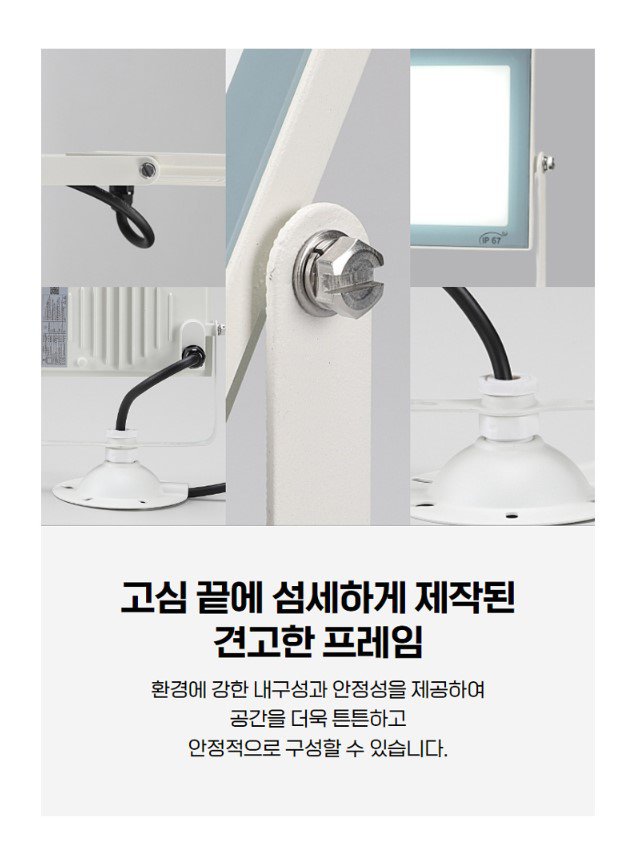 IP 67
고심 끝에 섬세하게 제작된
견고한 프레임
환경에 강한 내구성과 안정성을 제공하여
공간을 더욱 튼튼하고
안정적으로 구성할 수 있습니다.